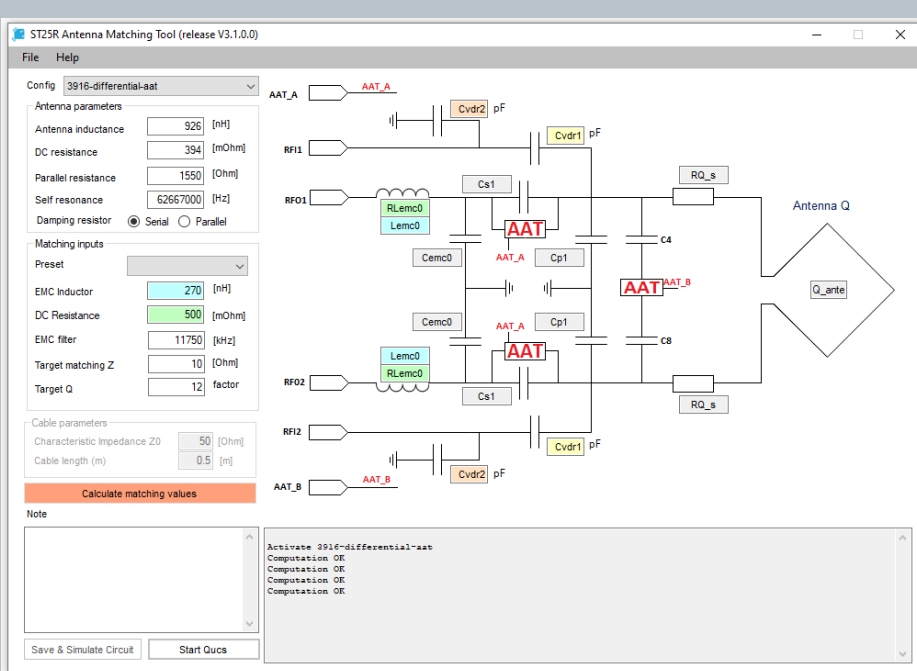 ST25R Antenna Matching Tool (release V3.1.0.0)
File Help
Config 3916-differential-aat
Antenna parameters
Antenna inductance 926 [nH]
DC resistance 394 [mOhm]
Parallel resistance 1550 [Ohm]
Self resonance 62667000 [Hz]
Damping resistor Serial Parallel
Matching inputs
Preset
EMC Inductor 270 [nH]
DC Resistance 500 [mOhm]
EMC filter 11750 [kHz]
Target matching Z 10 [Ohm]
Target Q 12 factor
Cable parameters
Characteristic Impedance Z0 50 [Ohm]
Cable length (m) 0.5 [m]
Calculate matching values
Note
Save & Simulate Circuit Start Qucs
AAT_A AAT_A
Cvdr2 pF
Cvdr1 pF
RFI1
RQ_s
Cs1
RFO1
RLemc0
Lemc0
AAT
Antenna Q
C4
Cemc0 AAT_A Cp1
AAT AAT_B
Q_ante
Cemc0 AAT_A Cp1
C8
Lemc0
AAT
RLemc0
RFO2
Cs1
RQ_s
RFI2
Cvdr1 pF
Cvdr2 pF
AAT_B AAT_B
Activate 3916-differential-aat
Computation OK
Computation OK
Computation OK
Computation OK